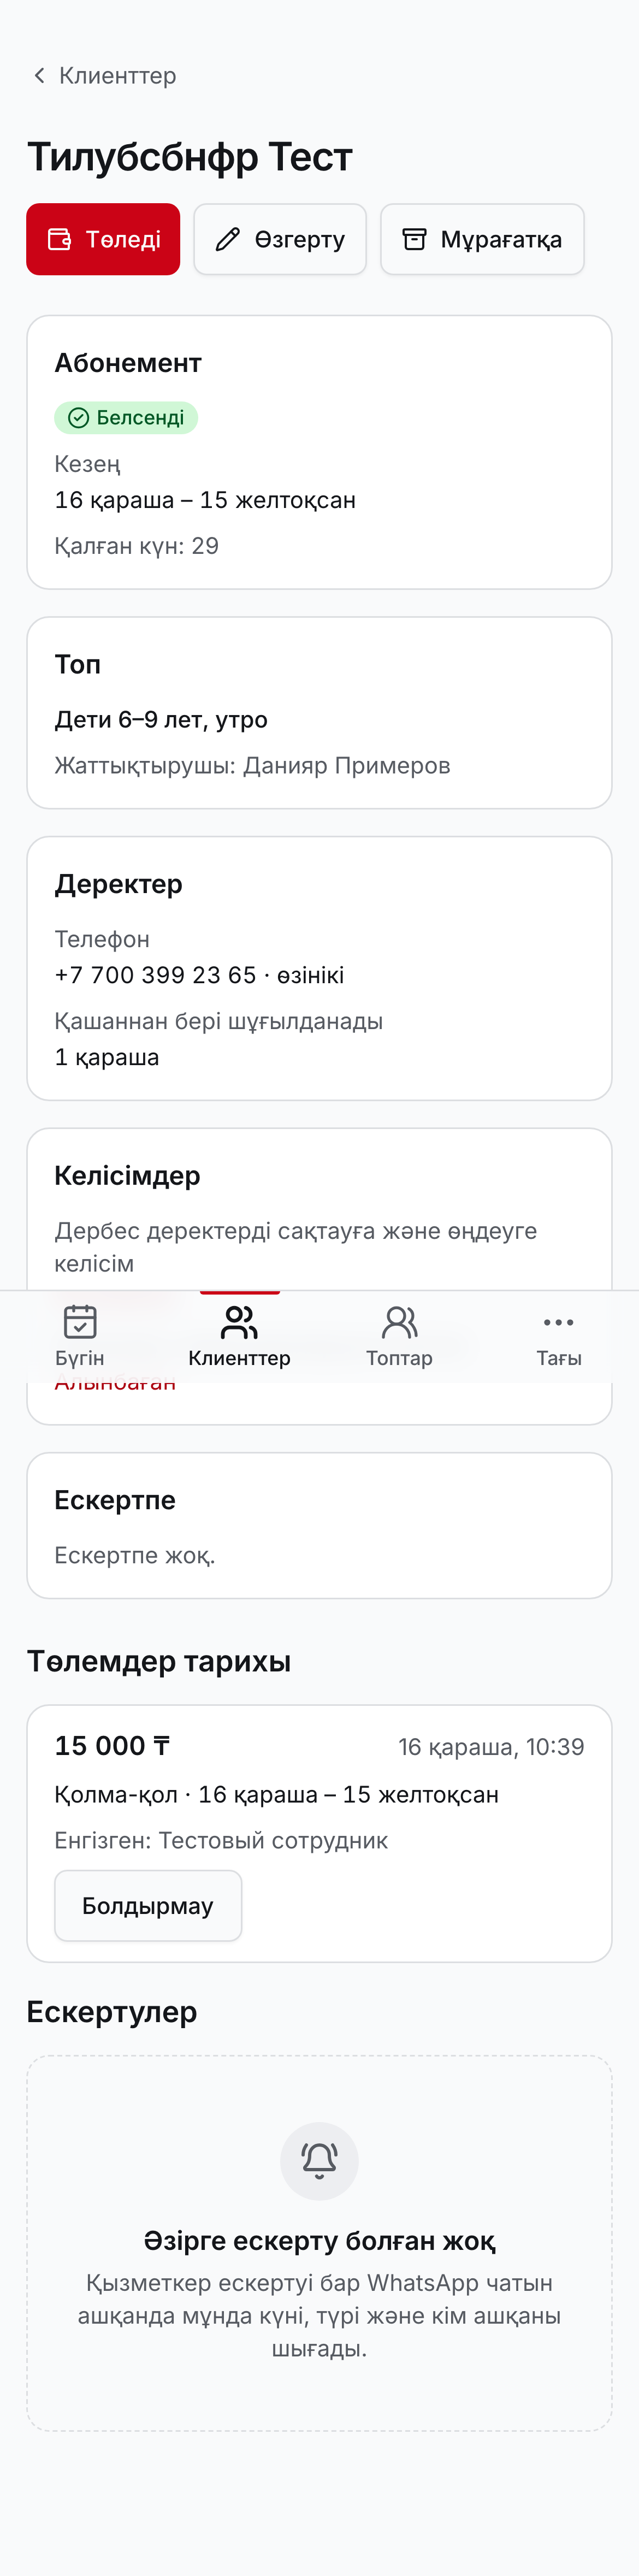 Клиенттер
Тилубсбнфр Тест
Төледі
Өзгерту
Мұрағатқа
Абонемент
Белсенді
Кезең
16 қараша – 15 желтоқсан
Қалған күн: 29
Топ
Дети 6–9 лет, утро
Жаттықтырушы: Данияр Примеров
Деректер
Телефон
+7 700 399 23 65 · өзінікі
Қашаннан бері шұғылданады
1 қараша
Келісімдер
Дербес деректерді сақтауға және өңдеуге
келісім
Бүгін
Клиенттер
Топтар
Тағы
Алынбаған
Ескертпе
Ескертпе жоқ.
Төлемдер тарихы
15 000 ₸
16 қараша, 10:39
Қолма-қол · 16 қараша – 15 желтоқсан
Енгізген: Тестовый сотрудник
Болдырмау
Ескертулер
Әзірге ескерту болған жоқ
Қызметкер ескертуі бар WhatsApp чатын
ашқанда мұнда күні, түрі және кім ашқаны
шығады.